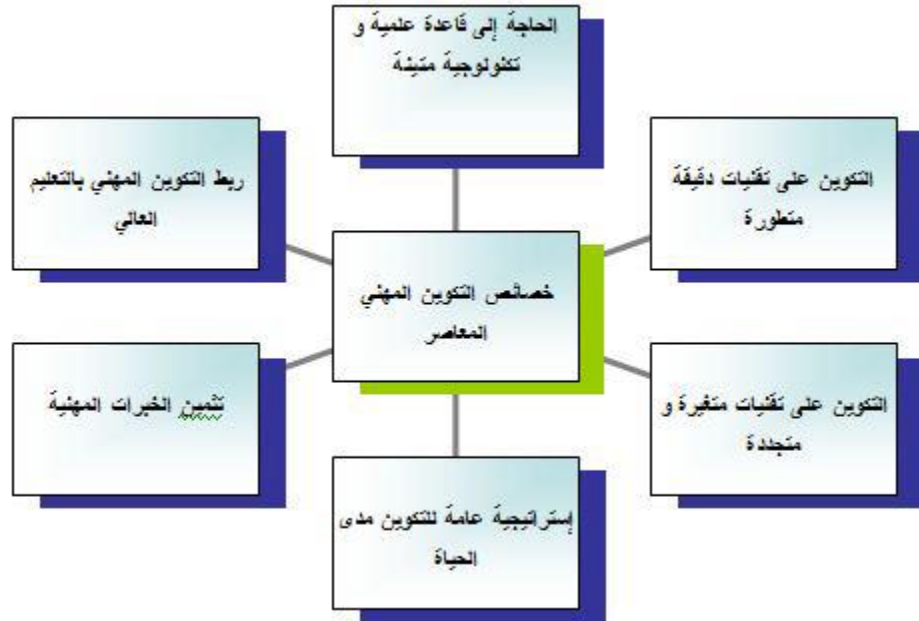 الحاجة إلى قاعدة علمية و
تكنولوجية متينة
التكوين على تقنيات دقيقة
متطورة
ربط التكوين المهني بالتعليم
العالي
خصائص التكوين المهني
المعاصر
التكوين على تقنيات متغيرة و
متجددة
تثمين الخبرات المهنية
إستراتيجية عامة للتكوين مدى
الحياة